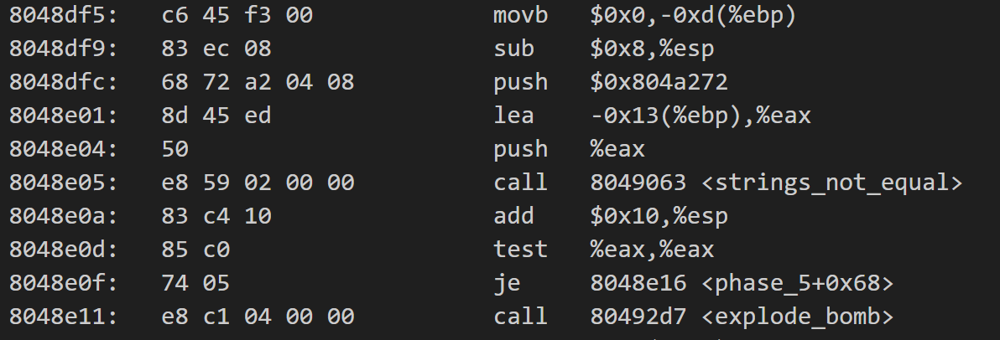 8048df5: c6 45 f3 00 movb $0x0,-0xd(%ebp)
8048df9: 83 ec 08 sub $0x8,%esp
8048dfc: 68 72 a2 04 08 push $0x804a272
8048e01: 8d 45 ed lea -0x13(%ebp),%eax
8048e04: 50 push %eax
8048e05: e8 59 02 00 00 call 8049063 <strings_not_equal>
8048e0a: 83 c4 10 add $0x10,%esp
8048e0d: 85 c0 test %eax,%eax
8048e0f: 74 05 je 8048e16 <phase_5+0x68>
8048e11: e8 c1 04 00 00 call 80492d7 <explode_bomb>